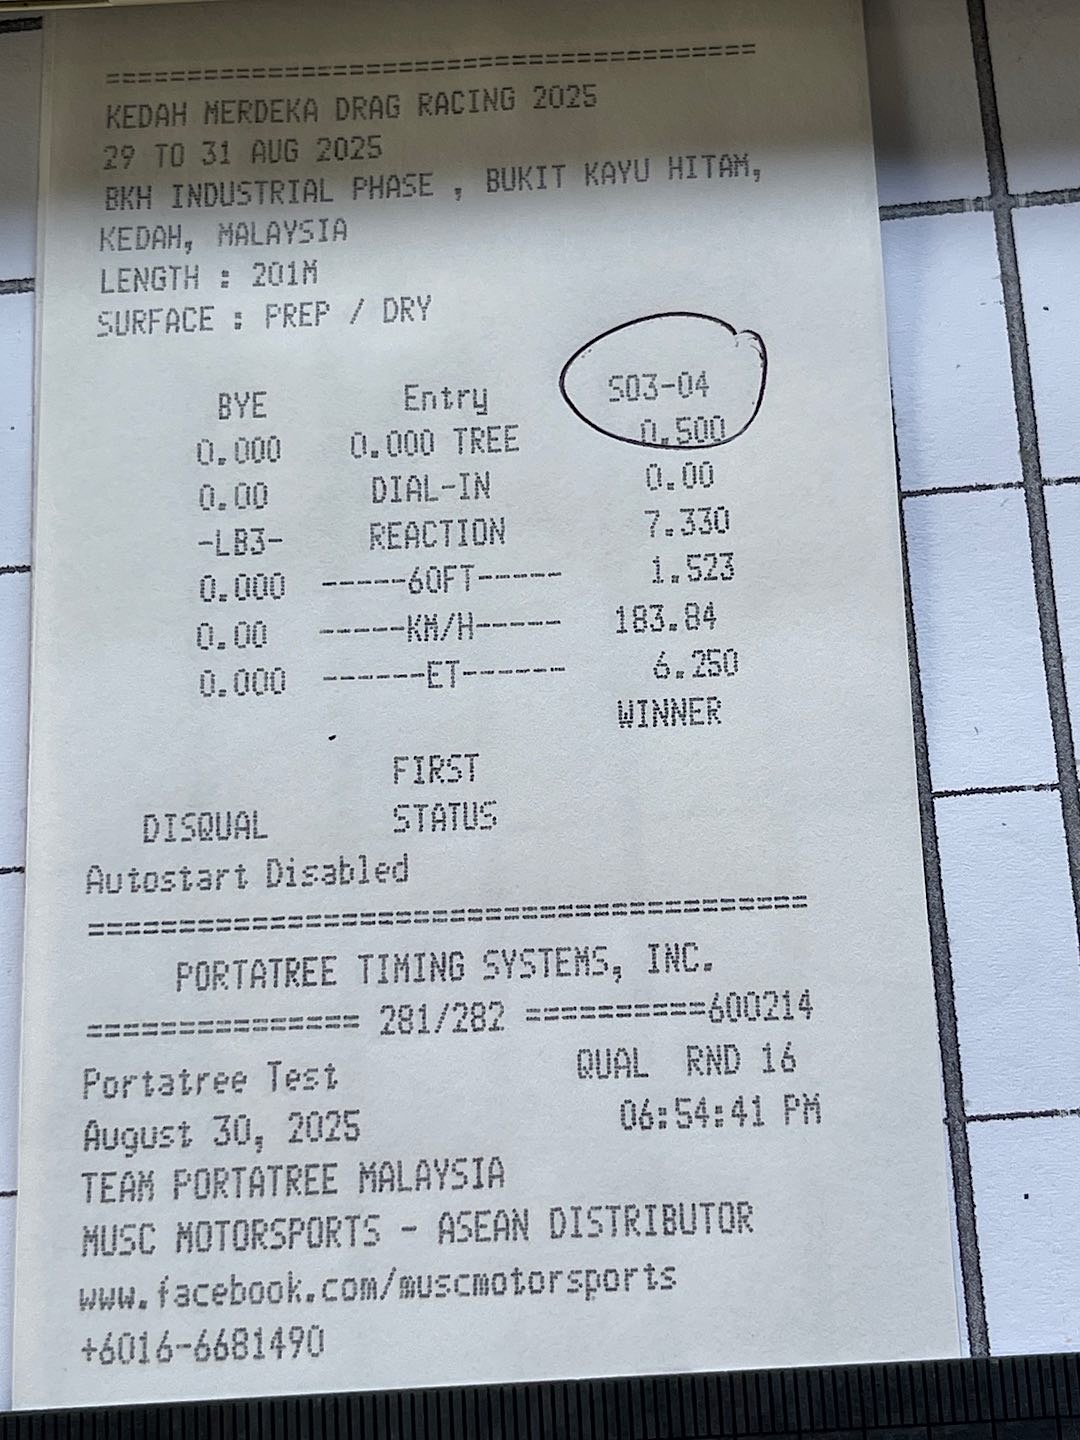 =====================================
KEDAH MERDEKA DRAG RACING 2025
29 TO 31 AUG 2025
BKH INDUSTRIAL PHASE , BUKIT KAYU HITAM,
KEDAH, MALAYSIA
LENGTH : 201M
SURFACE : PREP / DRY
BYE Entry S03-04
0.000 0.000 TREE 0.500
0.00 DIAL-IN 0.00
-LB3- REACTION 7.330
0.000 -----60FT----- 1.523
0.00 -----KM/H----- 183.84
0.000 ------ET------ 6.250
WINNER
FIRST
DISQUAL STATUS
Autostart Disabled
========================================
PORTATREE TIMING SYSTEMS, INC.
=============== 281/282 ==========600214
Portatree Test QUAL RND 16
August 30, 2025 06:54:41 PM
TEAM PORTATREE MALAYSIA
MUSC MOTORSPORTS - ASEAN DISTRIBUTOR
www.facebook.com/muscmotorsports
+6016-6681490